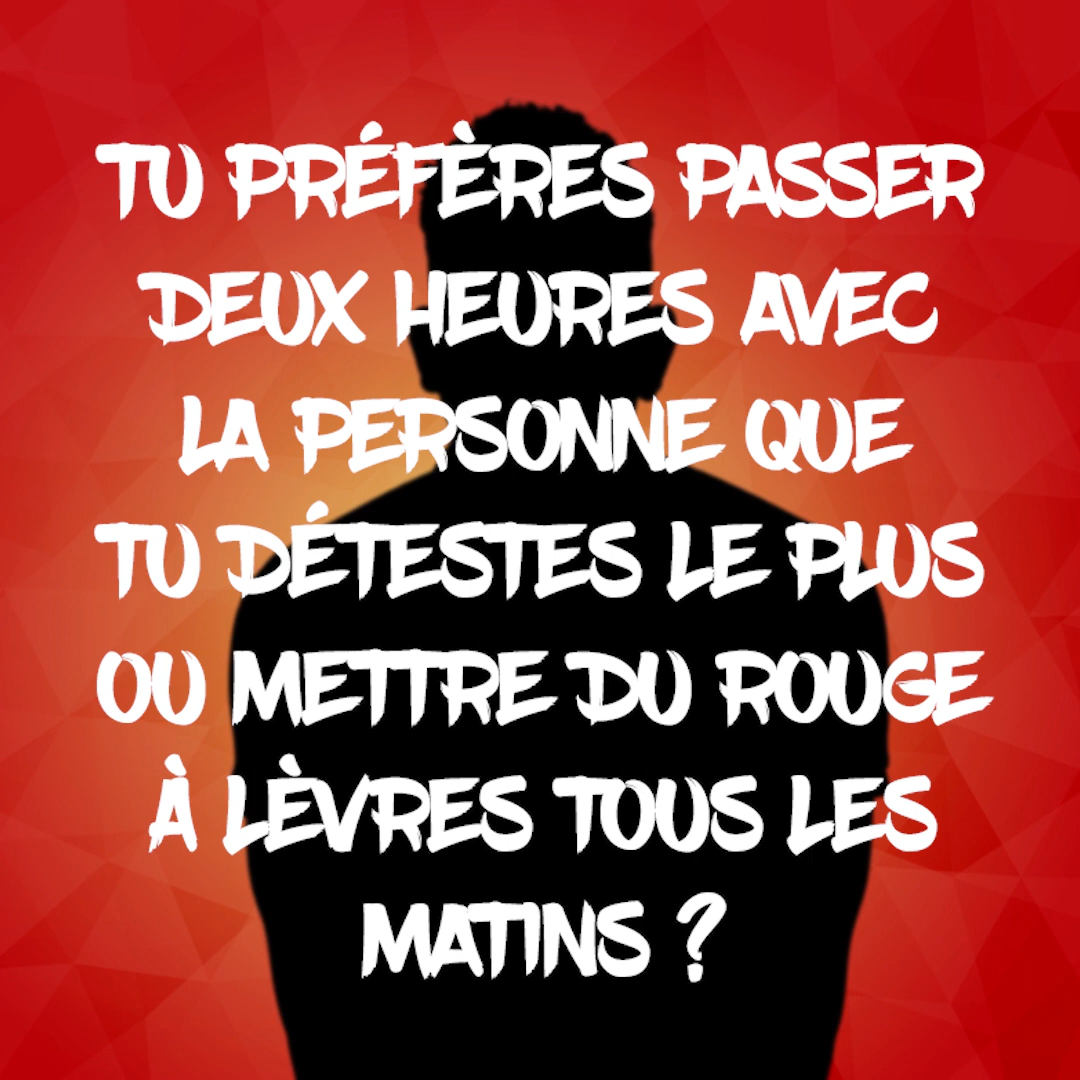 TU PRÉFÈRES PASSER
DEUX HEURES AVEC
LA PERSONNE QUE
TU DÉTESTES LE PLUS
OU METTRE DU ROUGE
À LÈVRES TOUS LES
MATINS ?